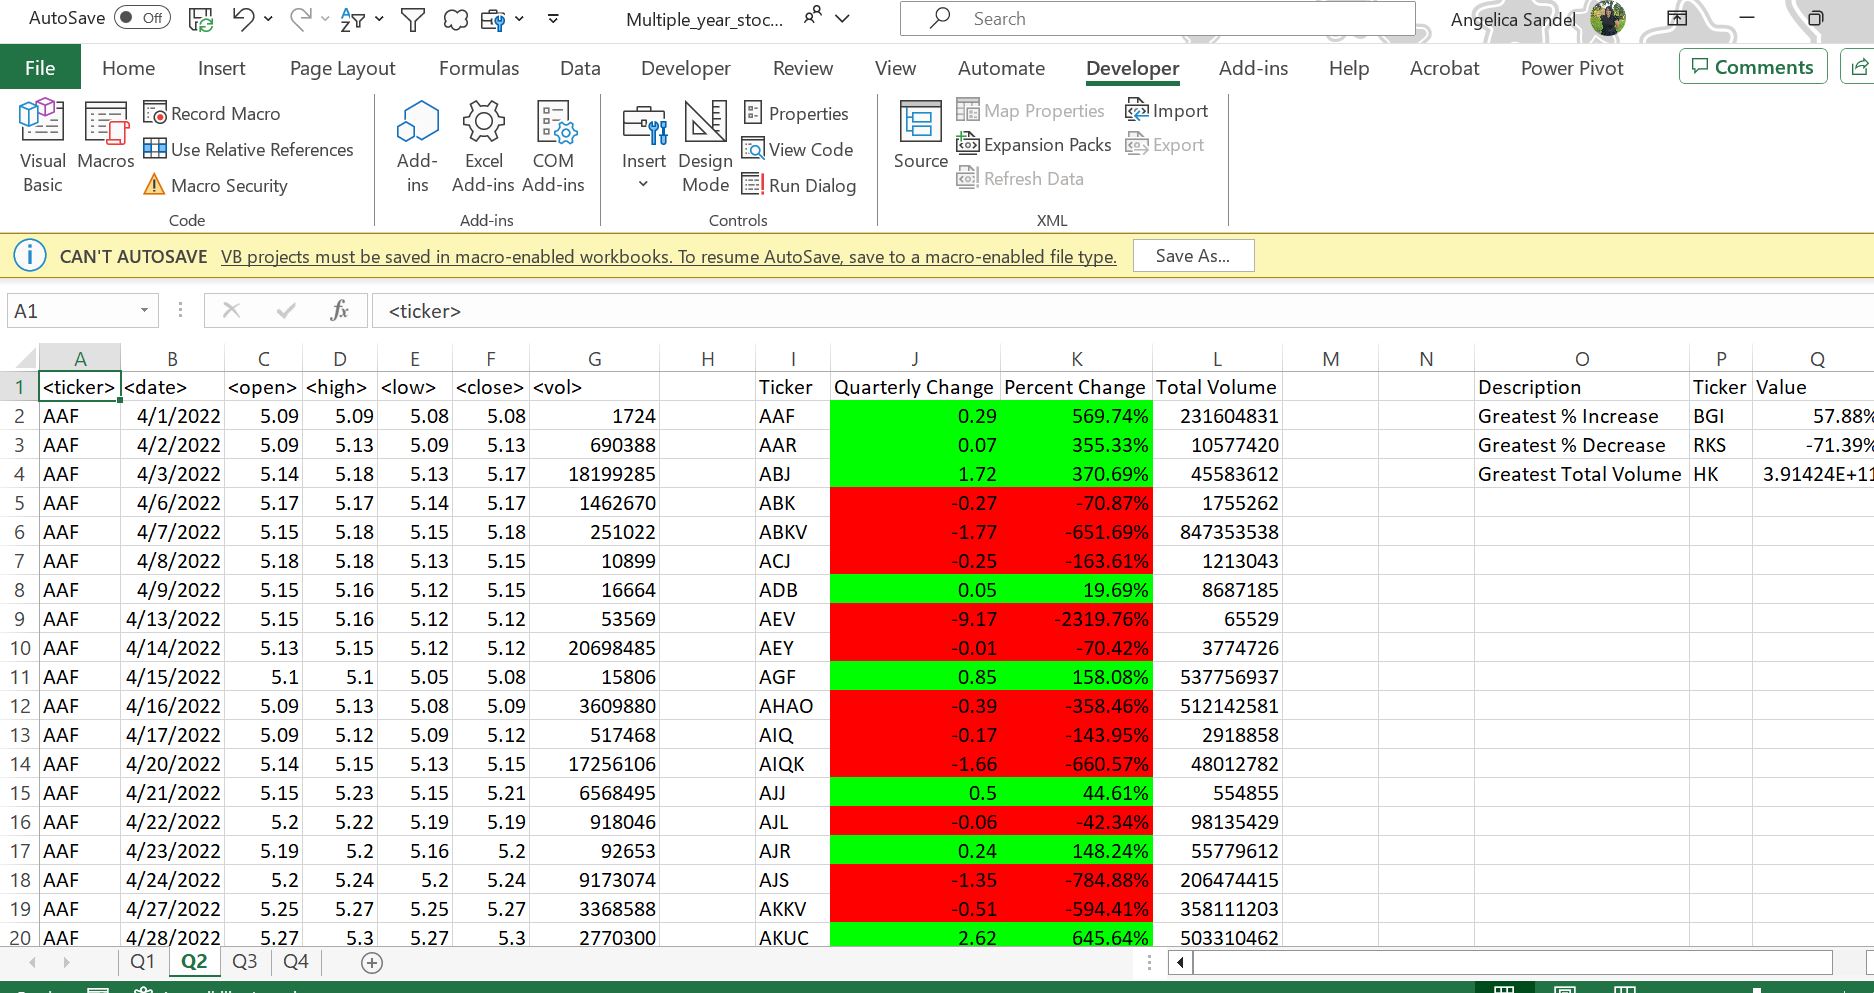 AutoSave Off Multiple_year_stoc... Search Angelica Sandel
File Home Insert Page Layout Formulas Data Developer Review View Automate Developer Add-ins Help Acrobat Power Pivot Comments
Visual Basic
Macros
Record Macro
Use Relative References
Macro Security
Code
Add-ins
Excel Add-ins
COM Add-ins
Add-ins
Insert
Design Mode
Properties
View Code
Run Dialog
Controls
Source
Map Properties
Expansion Packs
Refresh Data
Import
Export
XML
CAN'T AUTOSAVE VB projects must be saved in macro-enabled workbooks. To resume AutoSave, save to a macro-enabled file type. Save As...
A1 fx <ticker>
A B C D E F G H I J K L M N O P Q
1 <ticker> <date> <open> <high> <low> <close> <vol> Ticker Quarterly Change Percent Change Total Volume Description Ticker Value
2 AAF 4/1/2022 5.09 5.09 5.08 5.08 1724 AAF 0.29 569.74% 231604831 Greatest % Increase BGI 57.88%
3 AAF 4/2/2022 5.09 5.13 5.09 5.13 690388 AAR 0.07 355.33% 10577420 Greatest % Decrease RKS -71.39%
4 AAF 4/3/2022 5.14 5.18 5.13 5.17 18199285 ABJ 1.72 370.69% 45583612 Greatest Total Volume HK 3.91424E+11
5 AAF 4/6/2022 5.17 5.17 5.14 5.17 1462670 ABK -0.27 -70.87% 1755262
6 AAF 4/7/2022 5.15 5.18 5.15 5.18 251022 ABKV -1.77 -651.69% 847353538
7 AAF 4/8/2022 5.18 5.18 5.13 5.15 10899 ACJ -0.25 -163.61% 1213043
8 AAF 4/9/2022 5.15 5.16 5.12 5.12 16664 ADB 0.05 19.69% 8687185
9 AAF 4/13/2022 5.15 5.16 5.12 5.12 53569 AEV -9.17 -2319.76% 65529
10 AAF 4/14/2022 5.13 5.15 5.12 5.12 20698485 AEY -0.01 -70.42% 3774726
11 AAF 4/15/2022 5.1 5.1 5.05 5.08 15806 AGF 0.85 158.08% 537756937
12 AAF 4/16/2022 5.09 5.13 5.08 5.09 3609880 AHAO -0.39 -358.46% 512142581
13 AAF 4/17/2022 5.09 5.12 5.09 5.12 517468 AIQ -0.17 -143.95% 2918858
14 AAF 4/20/2022 5.14 5.15 5.13 5.15 17256106 AIQK -1.66 -660.57% 48012782
15 AAF 4/21/2022 5.15 5.23 5.15 5.21 6568495 AJJ 0.5 44.61% 554855
16 AAF 4/22/2022 5.2 5.22 5.19 5.19 918046 AJL -0.06 -42.34% 98135429
17 AAF 4/23/2022 5.19 5.2 5.16 5.2 92653 AJR 0.24 148.24% 55779612
18 AAF 4/24/2022 5.2 5.24 5.2 5.24 9173074 AJS -1.35 -784.88% 206474415
19 AAF 4/27/2022 5.25 5.27 5.25 5.27 3368588 AKKV -0.51 -594.41% 358111203
20 AAF 4/28/2022 5.27 5.3 5.27 5.3 2770300 AKUC 2.62 645.64% 503310462
Q1 Q2 Q3 Q4